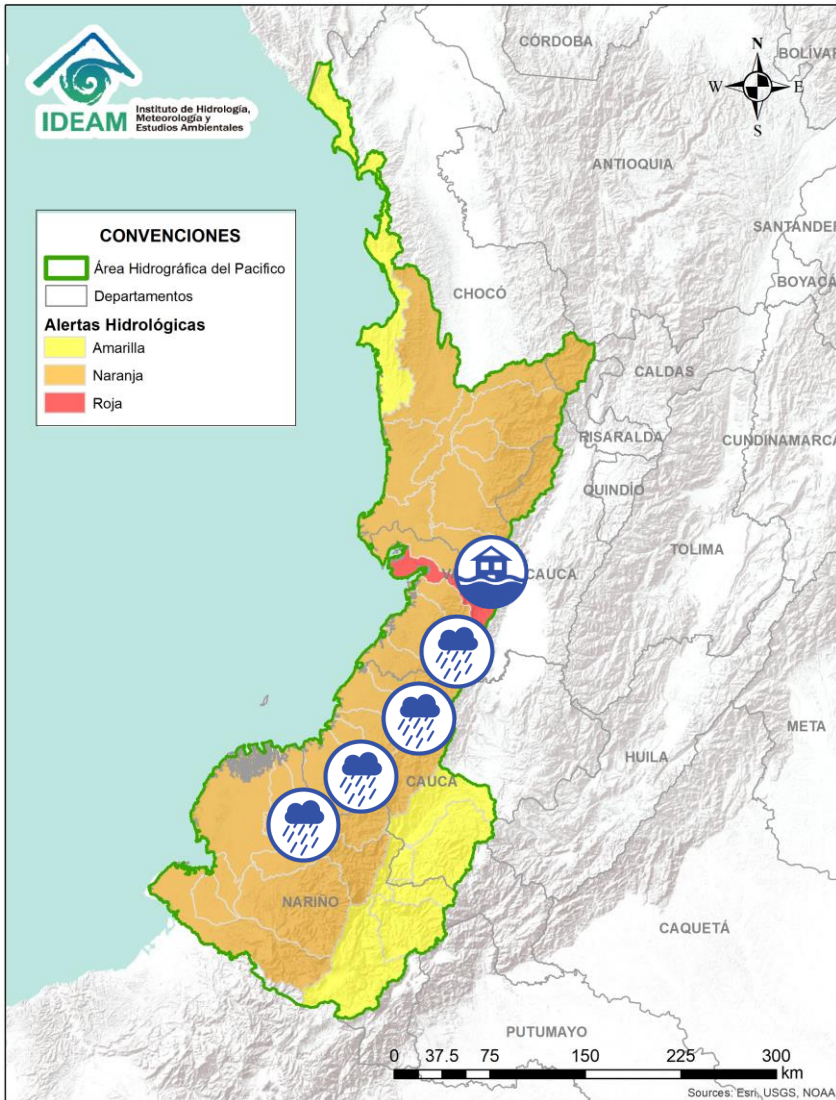 IDEAM
Instituto de Hidrología,
Meteorología y
Estudios Ambientales
CÓRDOBA
BOLÍVAR
N
W E
S
ANTIOQUIA
SANTANDER
BOYACÁ
CONVENCIONES
Área Hidrográfica del Pacifico
Departamentos
Alertas Hidrológicas
Amarilla
Naranja
Roja
CHOCÓ
CALDAS
RISARALDA
CUNDINAMARCA
QUINDÍO
TOLIMA
CAUCA
META
HUILA
CAUCA
NARIÑO
CAQUETÁ
PUTUMAYO
0 37.5 75 150 225 300
km
Sources: Esri, USGS, NOAA